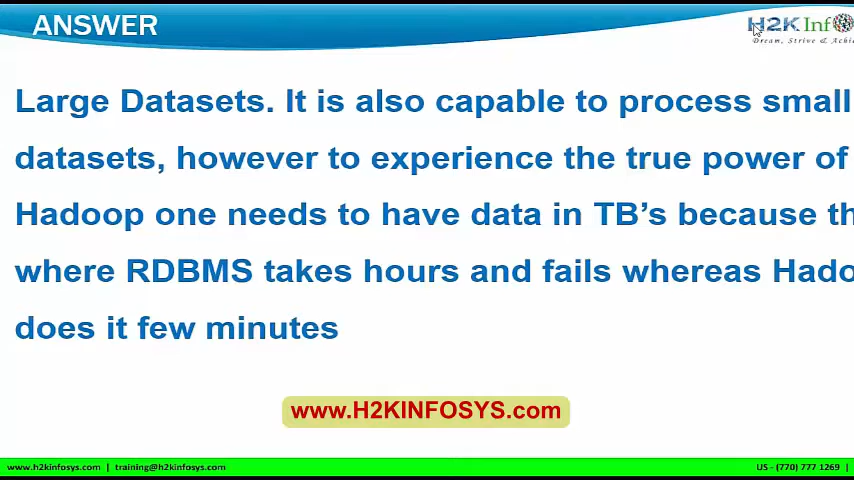 ANSWER
H2K Inf
Dream, Strive & Achi
Large Datasets. It is also capable to process small
datasets, however to experience the true power of
Hadoop one needs to have data in TB’s because th
where RDBMS takes hours and fails whereas Hado
does it few minutes
www.H2KINFOSYS.com
www.h2kinfosys.com | training@h2kinfosys.com
US - (770) 777 1269 |